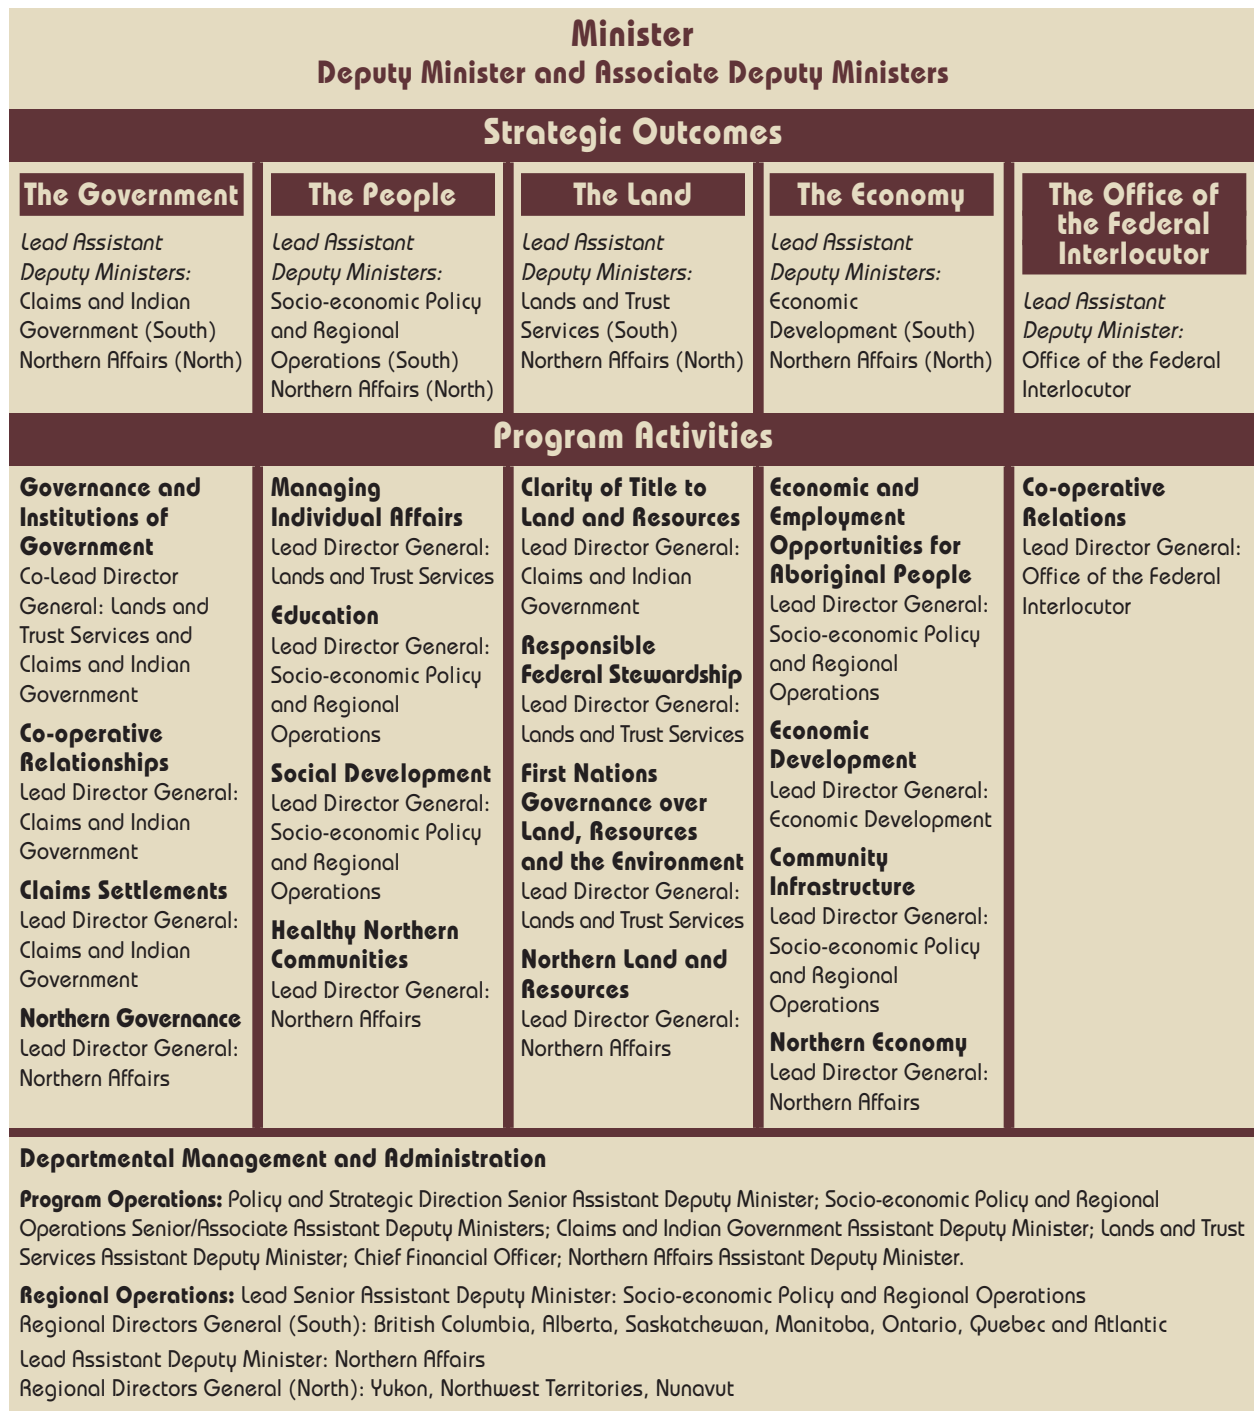 Minister
Deputy Minister and Associate Deputy Ministers
Strategic Outcomes
The Government
Lead Assistant
Deputy Ministers:
Claims and Indian
Government (South)
Northern Affairs (North)
The People
Lead Assistant
Deputy Ministers:
Socio-economic Policy
and Regional
Operations (South)
Northern Affairs (North)
The Land
Lead Assistant
Deputy Ministers:
Lands and Trust
Services (South)
Northern Affairs (North)
The Economy
Lead Assistant
Deputy Ministers:
Economic
Development (South)
Northern Affairs (North)
The Office of
the Federal
Interlocutor
Lead Assistant
Deputy Minister:
Office of the Federal
Interlocutor
Program Activities
Governance and
Institutions of
Government
Co-Lead Director
General: Lands and
Trust Services and
Claims and Indian
Government
Co-operative
Relationships
Lead Director General:
Claims and Indian
Government
Claims Settlements
Lead Director General:
Claims and Indian
Government
Northern Governance
Lead Director General:
Northern Affairs
Managing
Individual Affairs
Lead Director General:
Lands and Trust Services
Education
Lead Director General:
Socio-economic Policy
and Regional
Operations
Social Development
Lead Director General:
Socio-economic Policy
and Regional
Operations
Healthy Northern
Communities
Lead Director General:
Northern Affairs
Clarity of Title to
Land and Resources
Lead Director General:
Claims and Indian
Government
Responsible
Federal Stewardship
Lead Director General:
Lands and Trust Services
First Nations
Governance over
Land, Resources
and the Environment
Lead Director General:
Lands and Trust Services
Northern Land and
Resources
Lead Director General:
Northern Affairs
Economic and
Employment
Opportunities for
Aboriginal People
Lead Director General:
Socio-economic Policy
and Regional
Operations
Economic
Development
Lead Director General:
Economic Development
Community
Infrastructure
Lead Director General:
Socio-economic Policy
and Regional
Operations
Northern Economy
Lead Director General:
Northern Affairs
Co-operative
Relations
Lead Director General:
Office of the Federal
Interlocutor
Departmental Management and Administration
Program Operations: Policy and Strategic Direction Senior Assistant Deputy Minister; Socio-economic Policy and Regional
Operations Senior/Associate Assistant Deputy Ministers; Claims and Indian Government Assistant Deputy Minister; Lands and Trust
Services Assistant Deputy Minister; Chief Financial Officer; Northern Affairs Assistant Deputy Minister.
Regional Operations: Lead Senior Assistant Deputy Minister: Socio-economic Policy and Regional Operations
Regional Directors General (South): British Columbia, Alberta, Saskatchewan, Manitoba, Ontario, Quebec and Atlantic
Lead Assistant Deputy Minister: Northern Affairs
Regional Directors General (North): Yukon, Northwest Territories, Nunavut